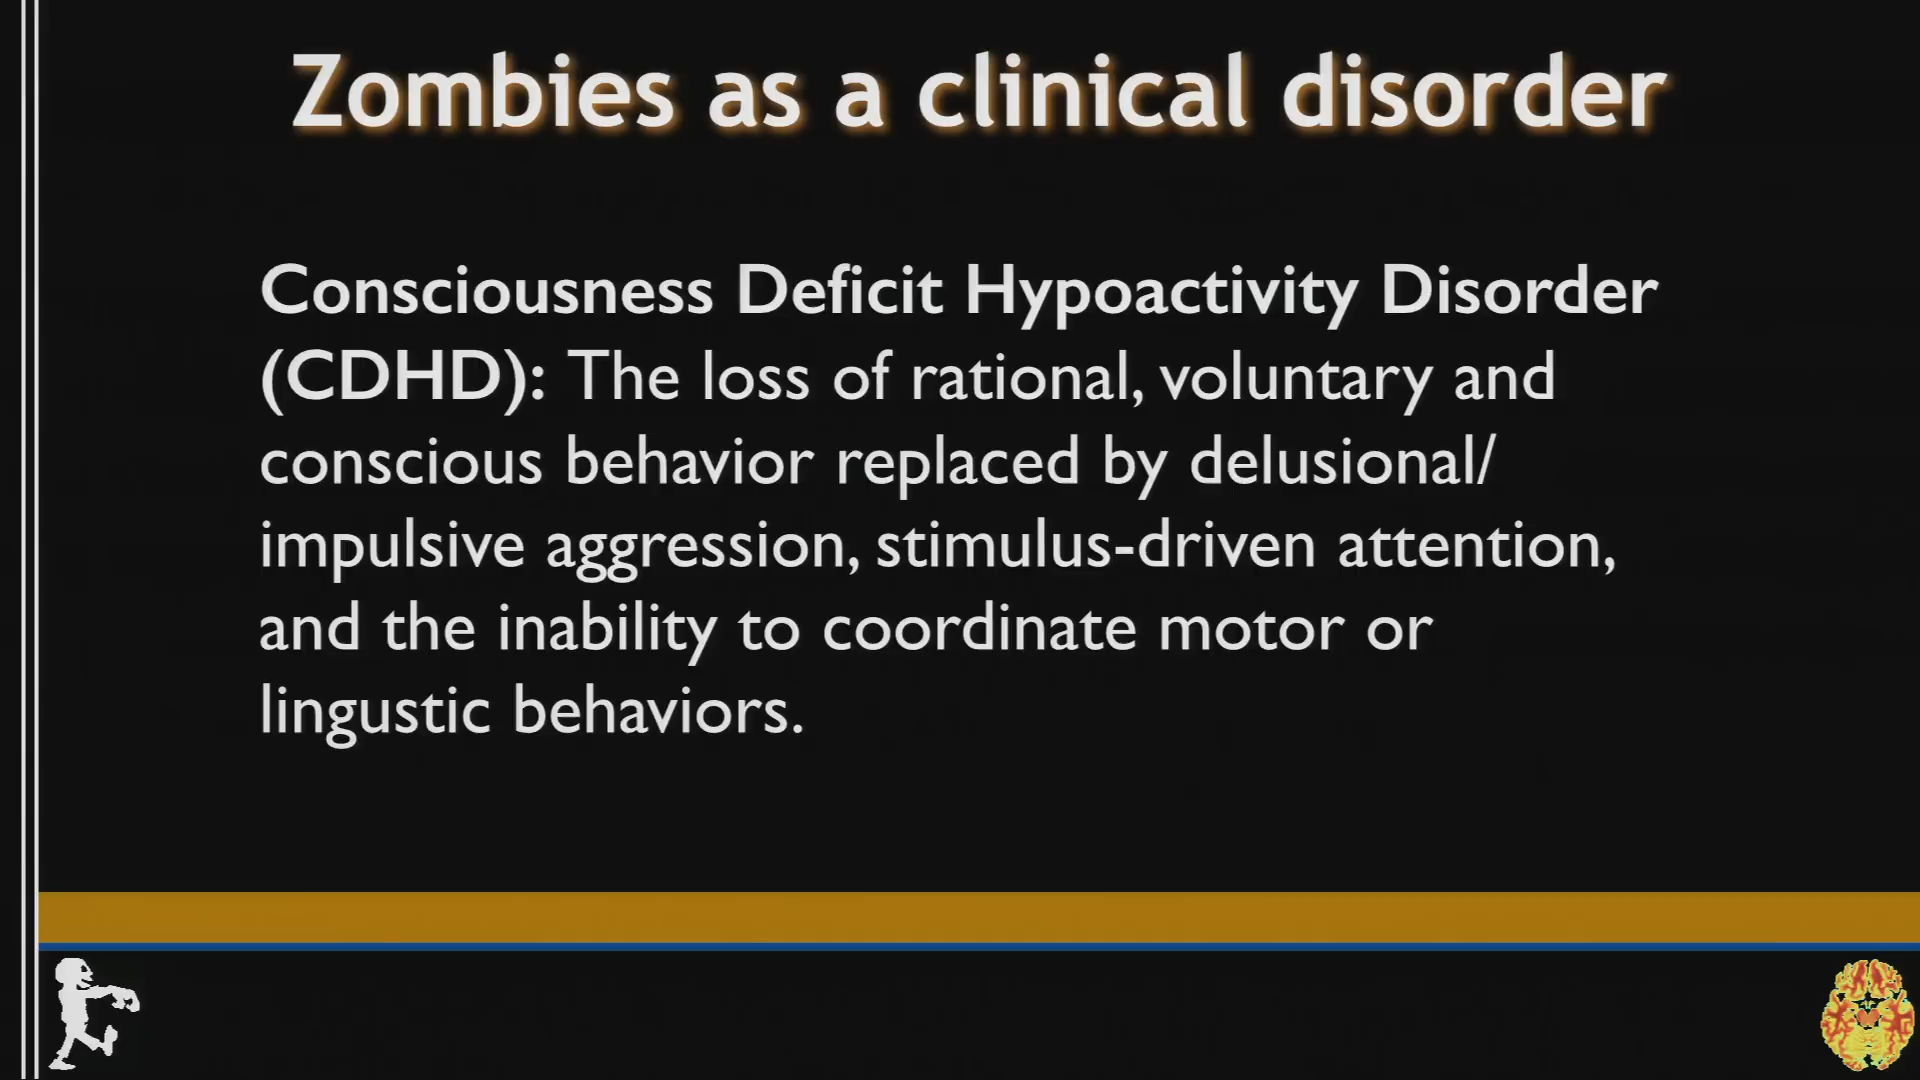 Zombies as a clinical disorder
Consciousness Deficit Hypoactivity Disorder
(CDHD): The loss of rational, voluntary and
conscious behavior replaced by delusional/
impulsive aggression, stimulus-driven attention,
and the inability to coordinate motor or
lingustic behaviors.